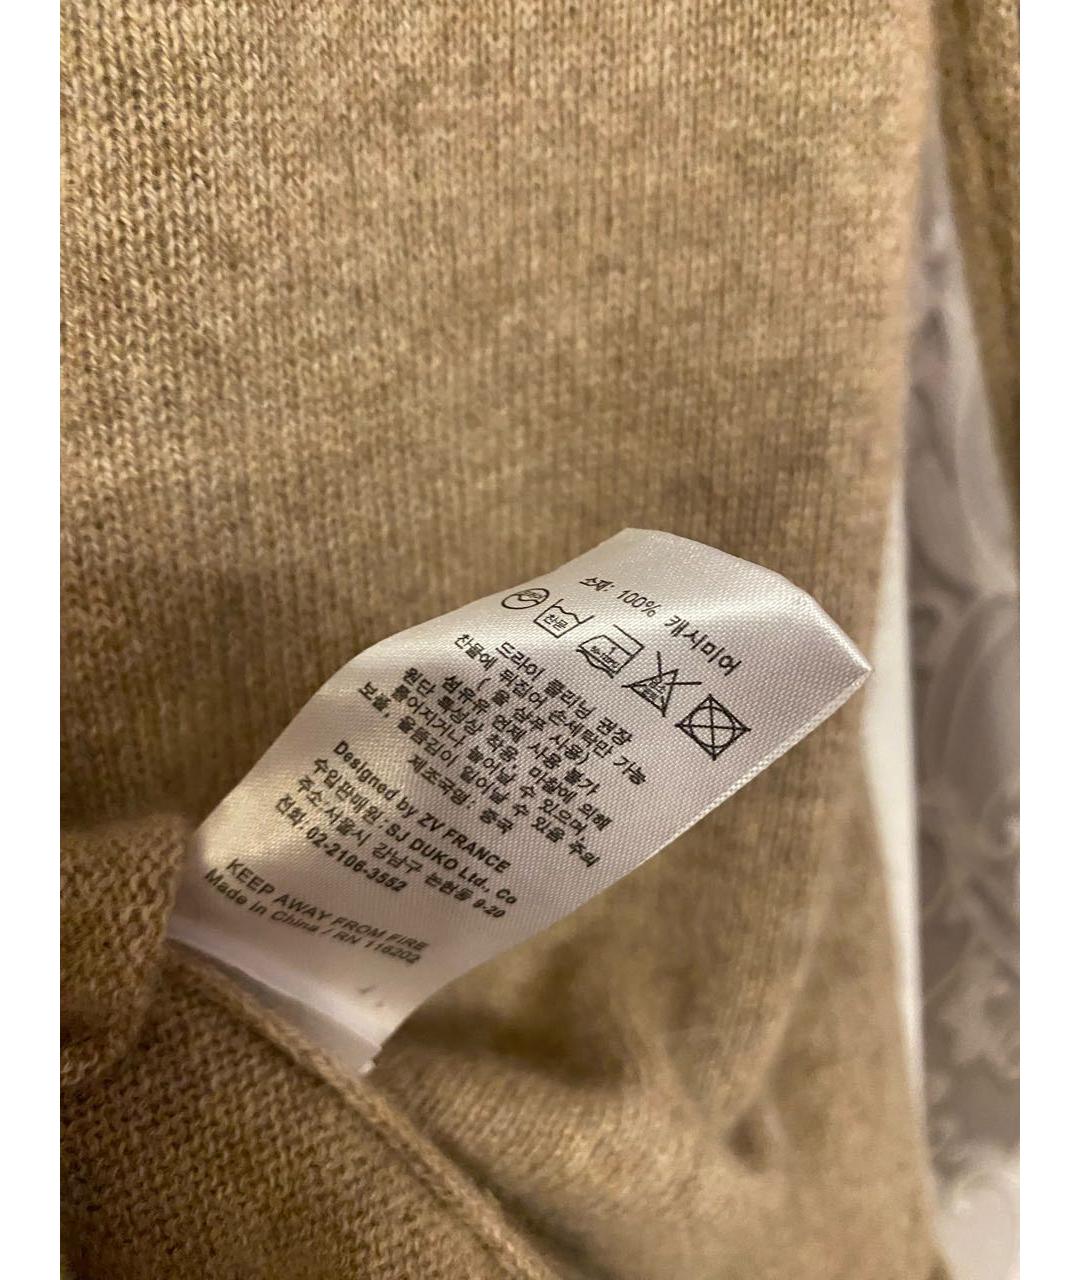 소재: 100% 캐시미어
찬물
드라이 클리닝 권장
찬물에 뒤집어 손세탁만 가능
( 울 샴푸 사용)
섬유유 연제 사용 불가
원단 특성상 착용, 마찰에 의해
뜯어지거나 늘어날 수 있으며,
보풀, 올뜯김이 일어날 수 있음 주의
제조국명: 중국
Designed by ZV FRANCE
수입판매원: SJ DUKO Ltd., Co
주소:서울시 강남구 논현동 9-20
전화: 02-2106-3552
KEEP AWAY FROM FIRE
Made in China / RN 116202